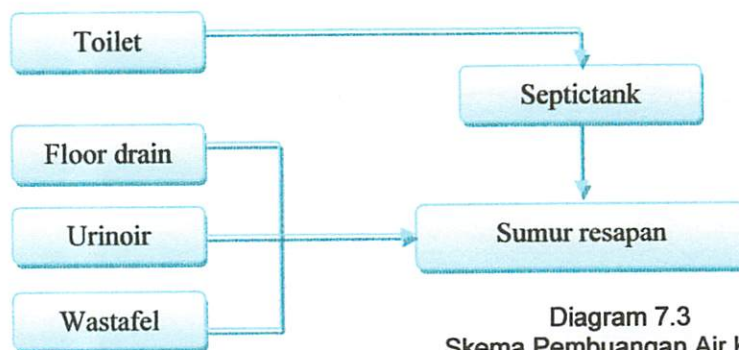 Toilet
Septictank
Floor drain
Urinoir
Sumur resapan
Wastafel
Diagram 7.3
Skema Pembuangan Air